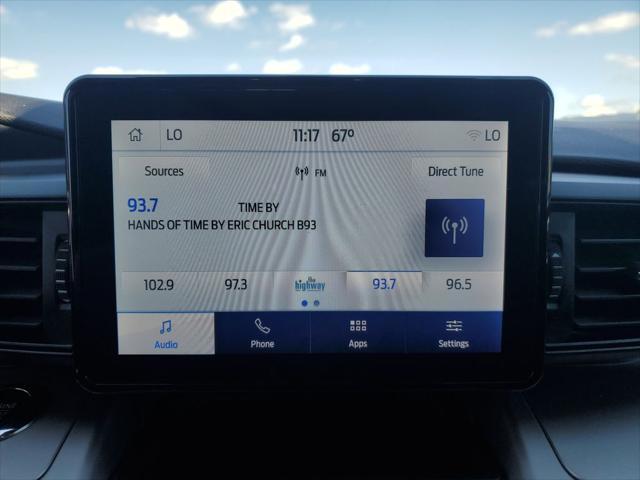 LO 11:17 67º LO
Sources FM Direct Tune
93.7 TIME BY
HANDS OF TIME BY ERIC CHURCH B93
102.9 97.3 the highway 93.7 96.5
Audio Phone Apps Settings